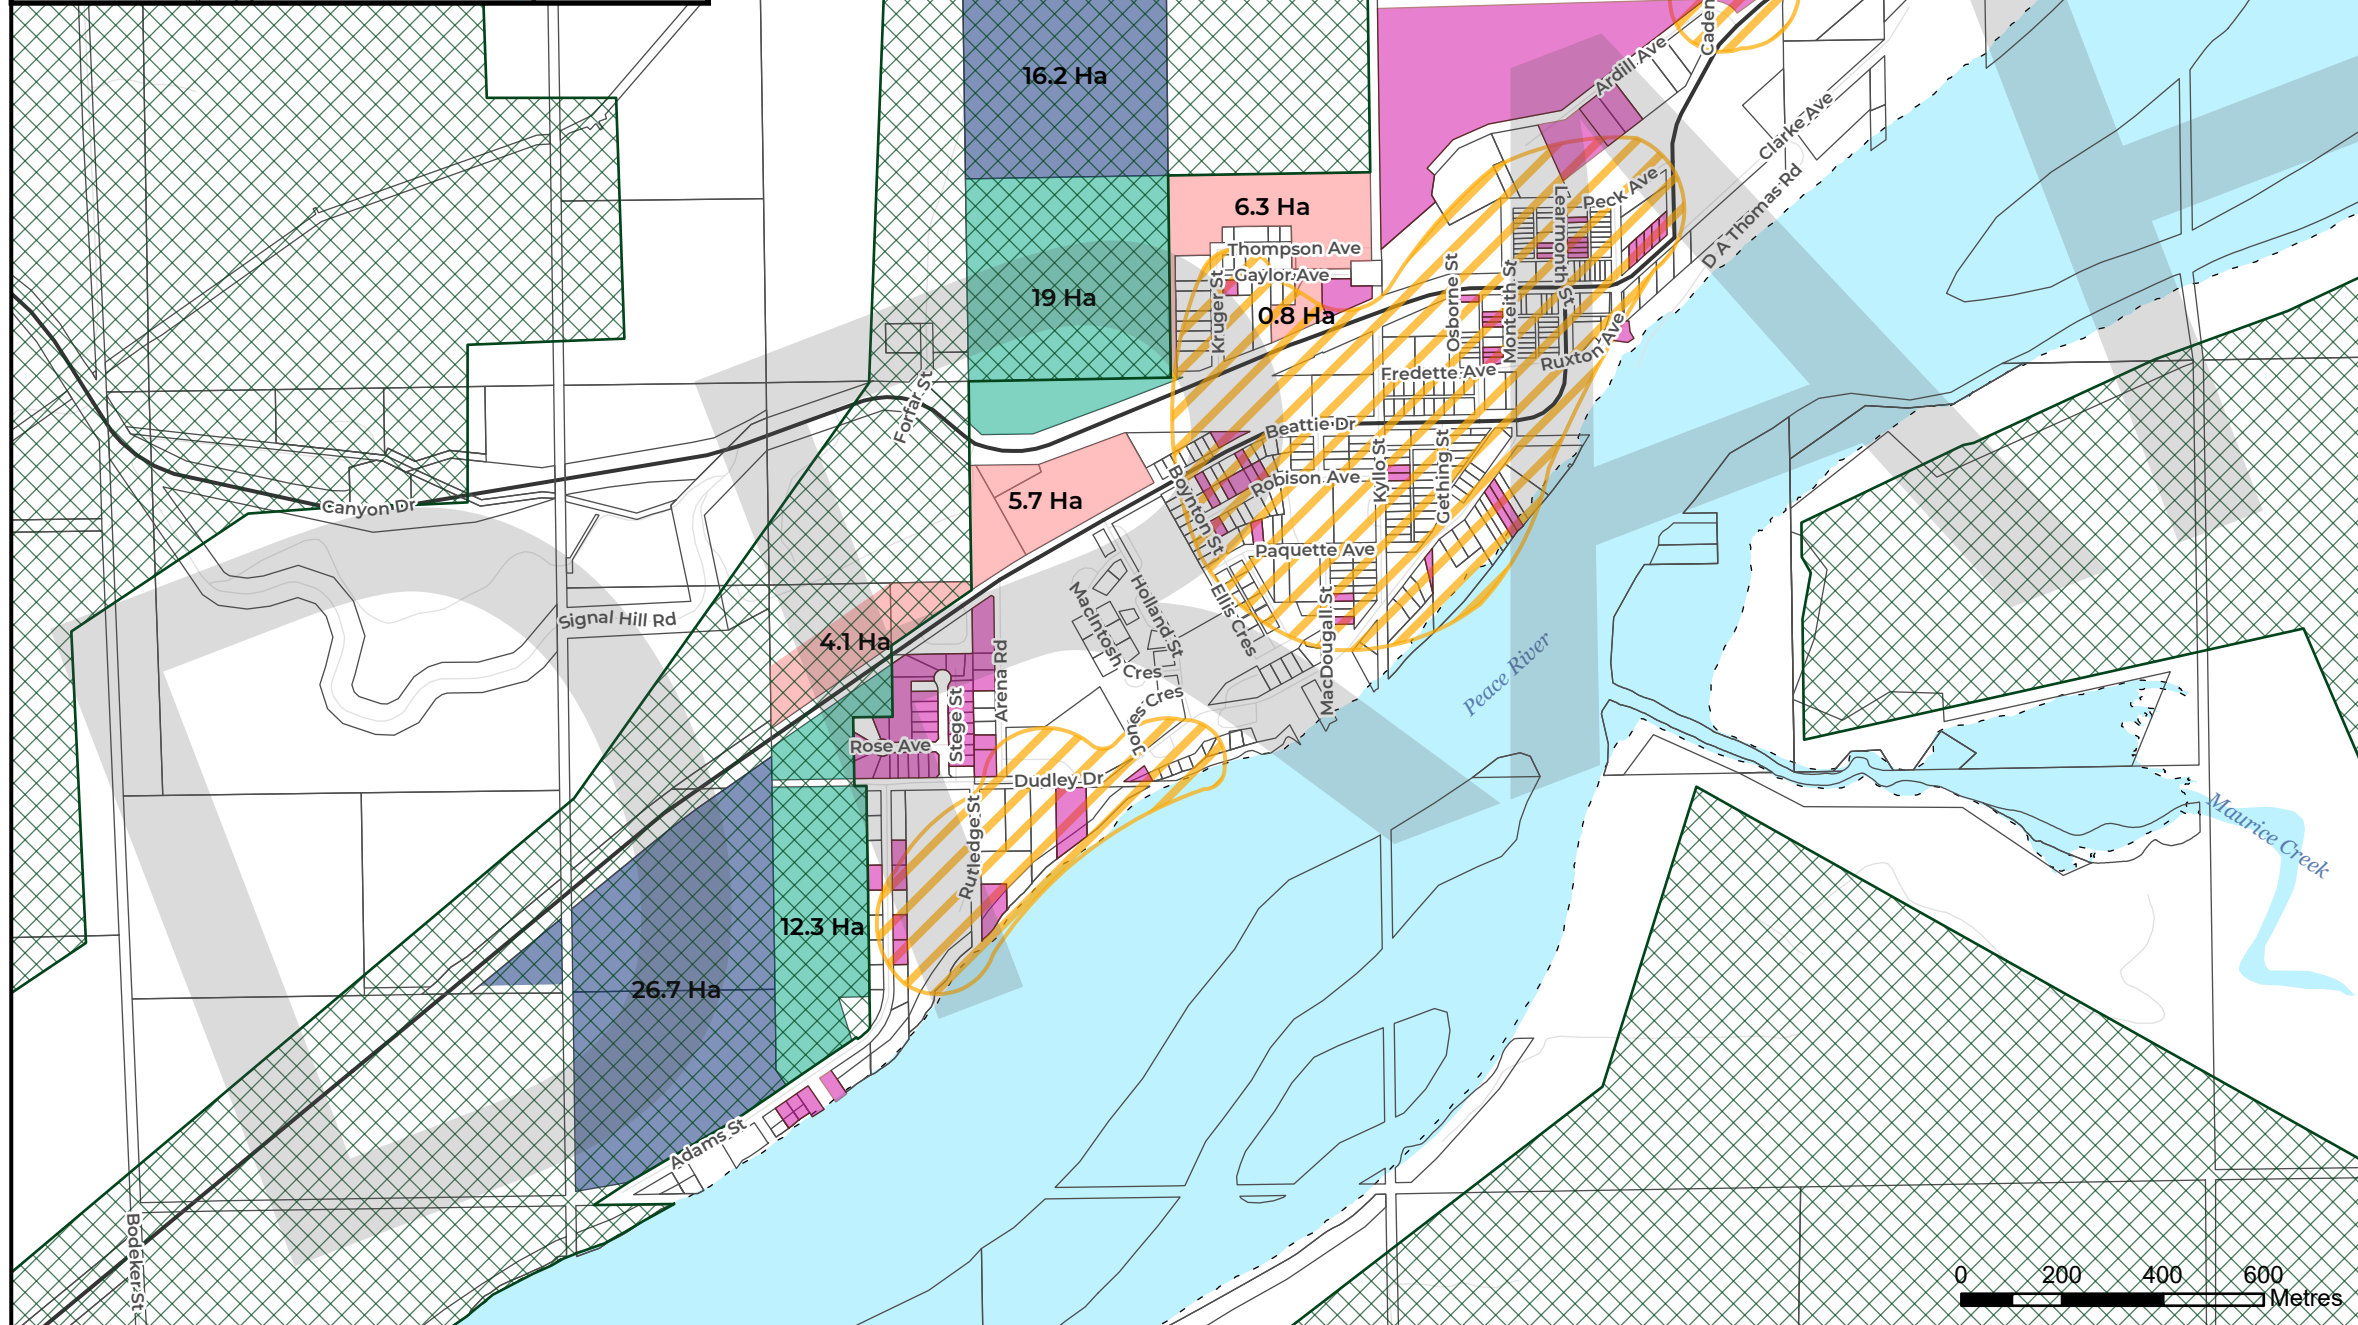 Caden
16.2 Ha
Ardill Ave
Clarke Ave
D A Thomas Rd
Peck Ave
Learmonth St
6.3 Ha
Thompson Ave
Gaylor Ave
Kruger St
0.8 Ha
19 Ha
Osborne St
Monteith St
Ruxton Ave
Fredette Ave
Forfar St
Beattie Dr
Kyllo St
Gething St
Robison Ave
Boynton St
5.7 Ha
Canyon Dr
Paquette Ave
Ellis Cres
Holland St
MacIntosh Cres
MacDougall St
Signal Hill Rd
4.1 Ha
Arena Rd
Stege St
Rose Ave
Jones Cres
Dudley Dr
Rutledge St
Peace River
Maurice Creek
12.3 Ha
26.7 Ha
Adams St
Bodeker St
0 200 400 600
Metres
DRAFT